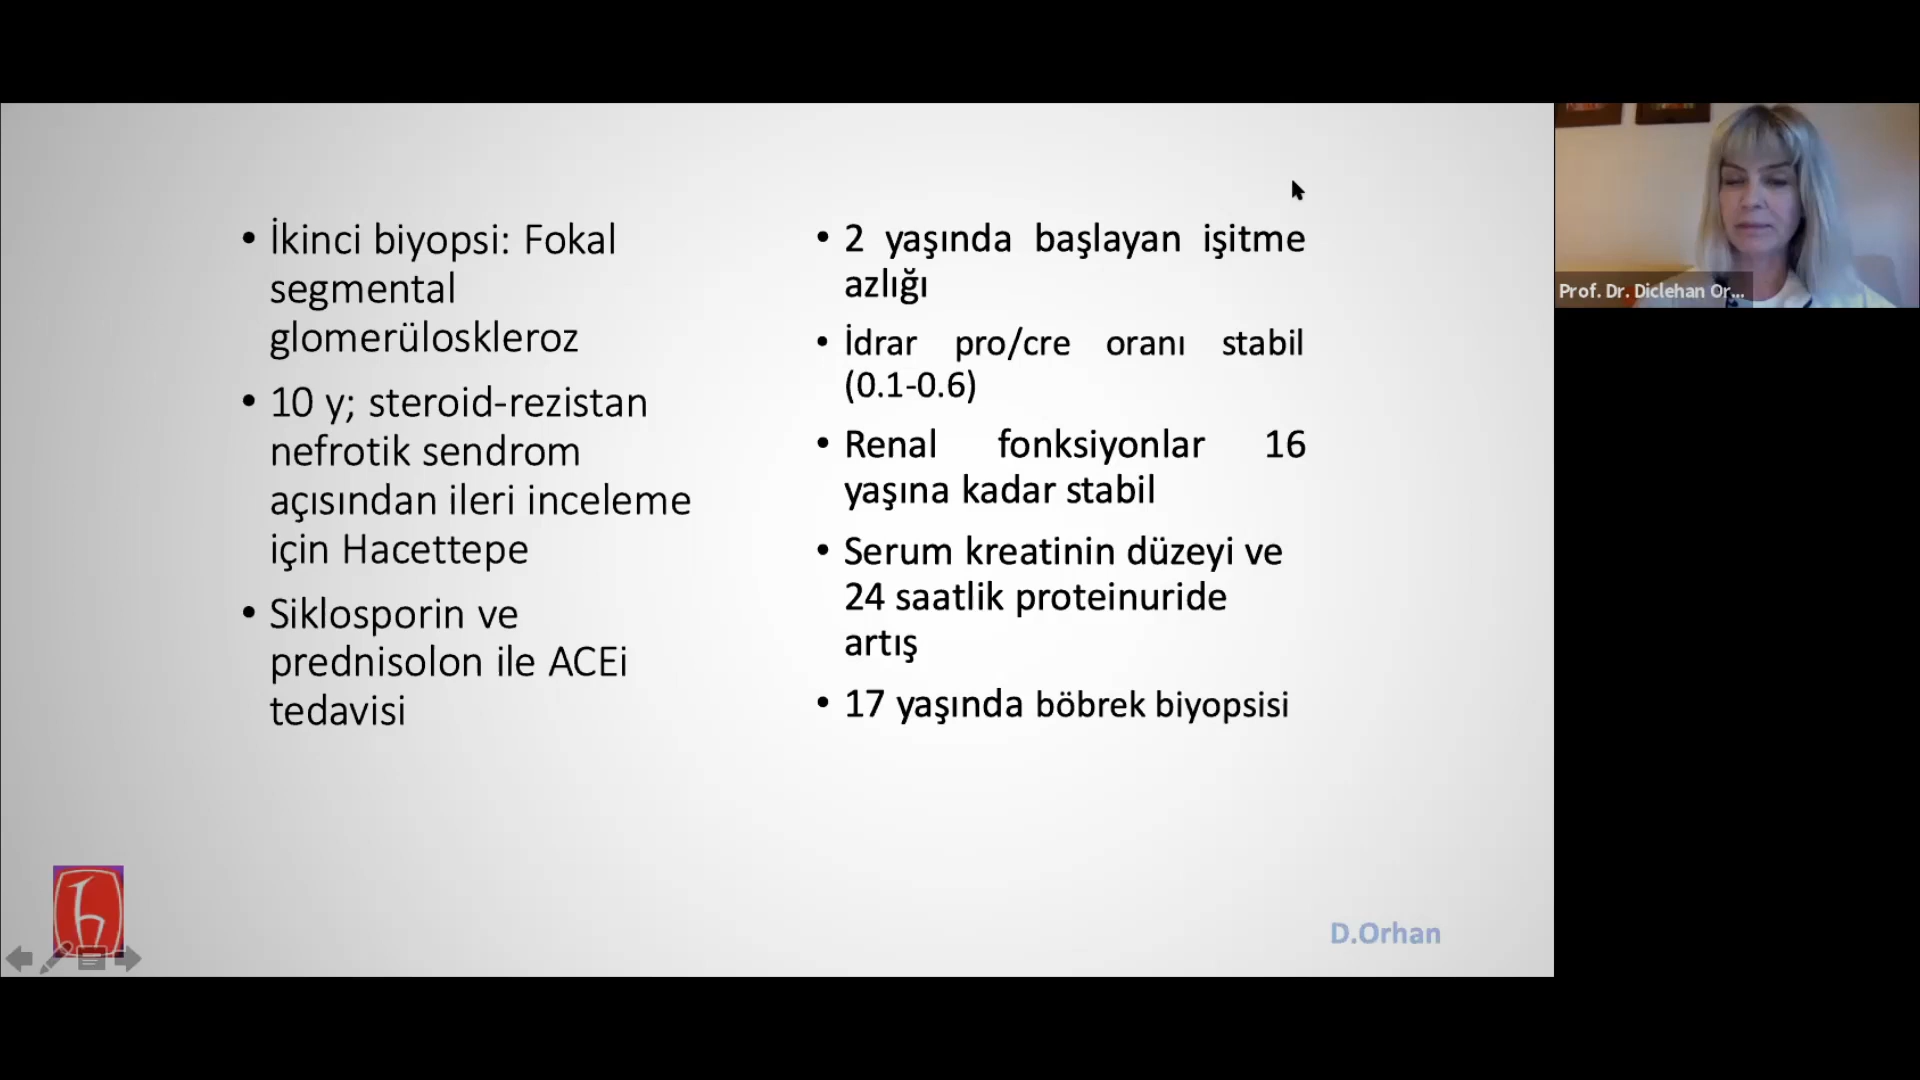 • İkinci biyopsi: Fokal
segmental
glomerüloskleroz
• 10 y; steroid-rezistan
nefrotik sendrom
açısından ileri inceleme
için Hacettepe
• Siklosporin ve
prednisolon ile ACEi
tedavisi
• 2 yaşında başlayan işitme
azlığı
• İdrar pro/cre oranı stabil
(0.1-0.6)
• Renal fonksiyonlar 16
yaşına kadar stabil
• Serum kreatinin düzeyi ve
24 saatlik proteinuride
artış
• 17 yaşında böbrek biyopsisi
D.Orhan
Prof. Dr. Diclehan Or...